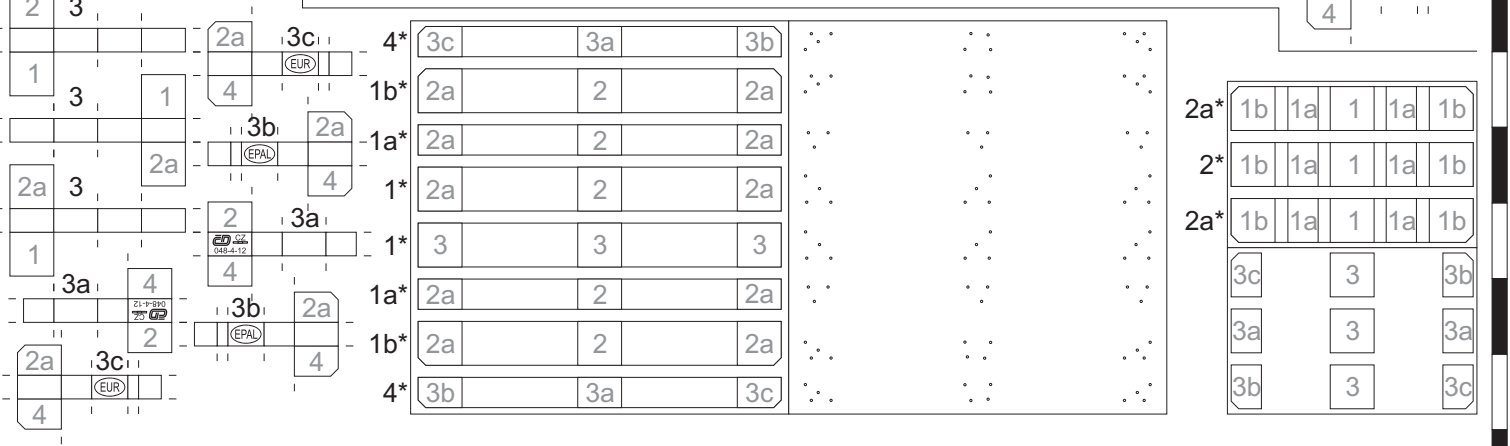 2 3
1
2a 3c
EUR
4
3 1
2a
3b 2a
EPAL
4
2a 3
1
2 3a
CZ
048-4-12
4
3a 4
048-4-12
CZ
2
3b 2a
EPAL
4
2a 3c
EUR
4
4* 3c 3a 3b
1b* 2a 2 2a
1a* 2a 2 2a
1* 2a 2 2a
1* 3 3 3
1a* 2a 2 2a
1b* 2a 2 2a
4* 3b 3a 3c
4
2a* 1b 1a 1 1a 1b
2* 1b 1a 1 1a 1b
2a* 1b 1a 1 1a 1b
3c 3 3b
3a 3 3a
3b 3 3c